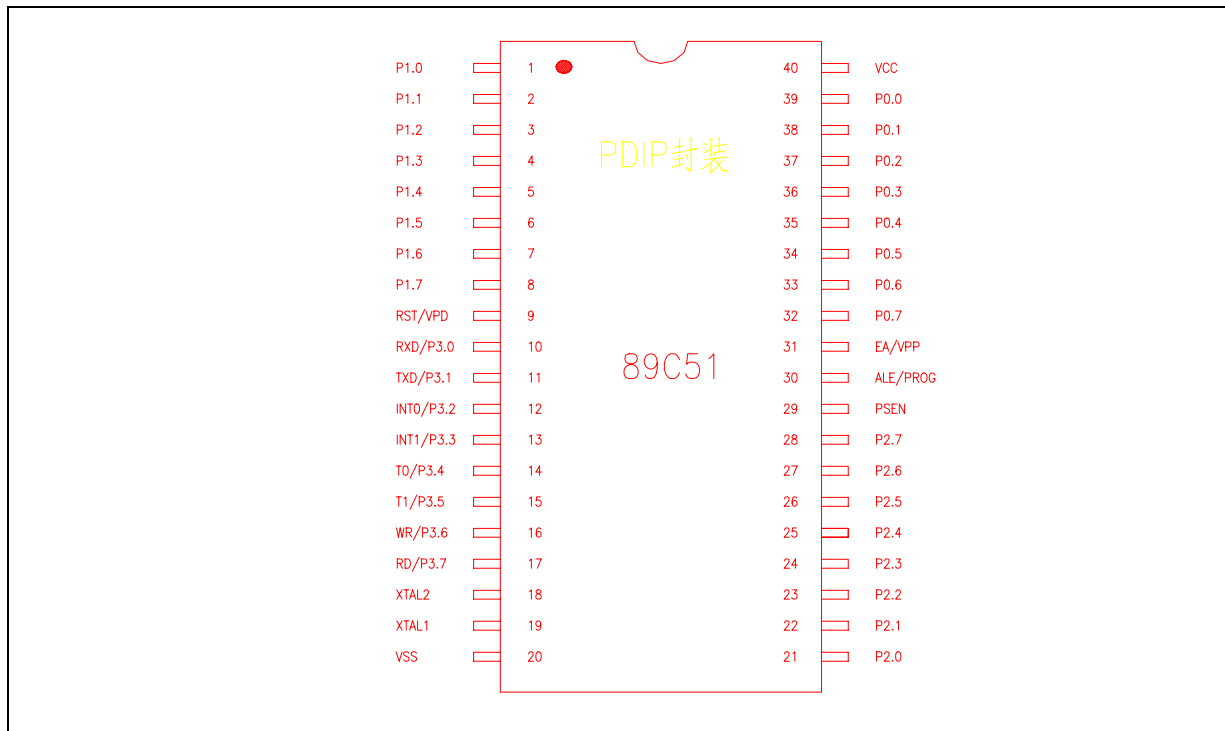 P1.0 1 40 VCC
P1.1 2 39 P0.0
P1.2 3 38 P0.1
PDIP封装
P1.3 4 37 P0.2
P1.4 5 36 P0.3
P1.5 6 35 P0.4
P1.6 7 34 P0.5
P1.7 8 33 P0.6
RST/VPD 9 32 P0.7
RXD/P3.0 10 31 EA/VPP
89C51
TXD/P3.1 11 30 ALE/PROG
INT0/P3.2 12 29 PSEN
INT1/P3.3 13 28 P2.7
T0/P3.4 14 27 P2.6
T1/P3.5 15 26 P2.5
WR/P3.6 16 25 P2.4
RD/P3.7 17 24 P2.3
XTAL2 18 23 P2.2
XTAL1 19 22 P2.1
VSS 20 21 P2.0